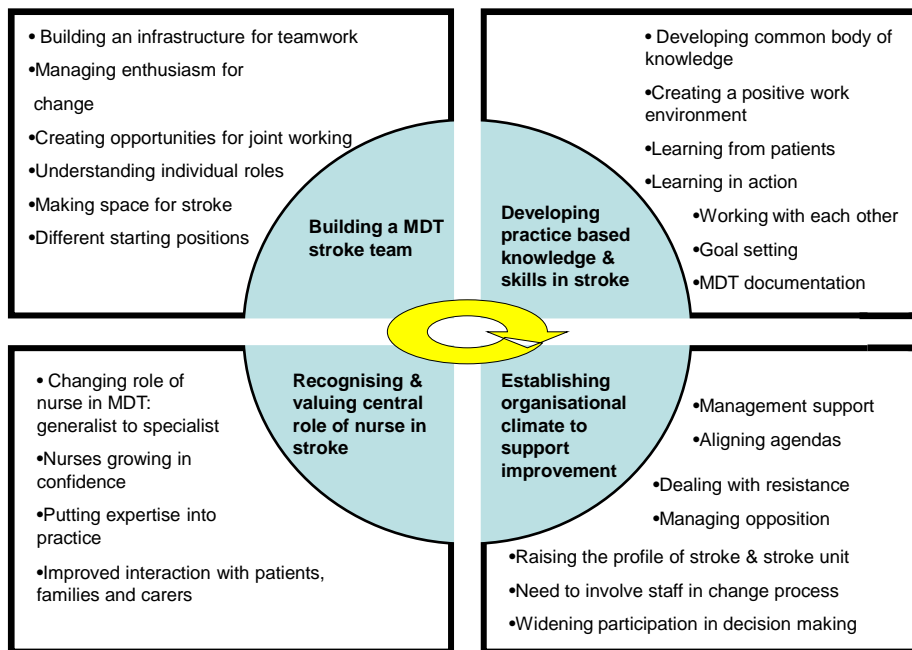 • Building an infrastructure for teamwork
•Managing enthusiasm for
change
•Creating opportunities for joint working
•Understanding individual roles
•Making space for stroke
•Different starting positions
Building a MDT
stroke team
• Developing common body of
knowledge
•Creating a positive work
environment
•Learning from patients
•Learning in action
•Working with each other
•Goal setting
•MDT documentation
Developing
practice based
knowledge &
skills in stroke
• Changing role of
nurse in MDT:
generalist to specialist
•Nurses growing in
confidence
•Putting expertise into
practice
•Improved interaction with patients,
families and carers
Recognising &
valuing central
role of nurse in
stroke
Establishing
organisational
climate to
support
improvement
•Management support
•Aligning agendas
•Dealing with resistance
•Managing opposition
•Raising the profile of stroke & stroke unit
•Need to involve staff in change process
•Widening participation in decision making